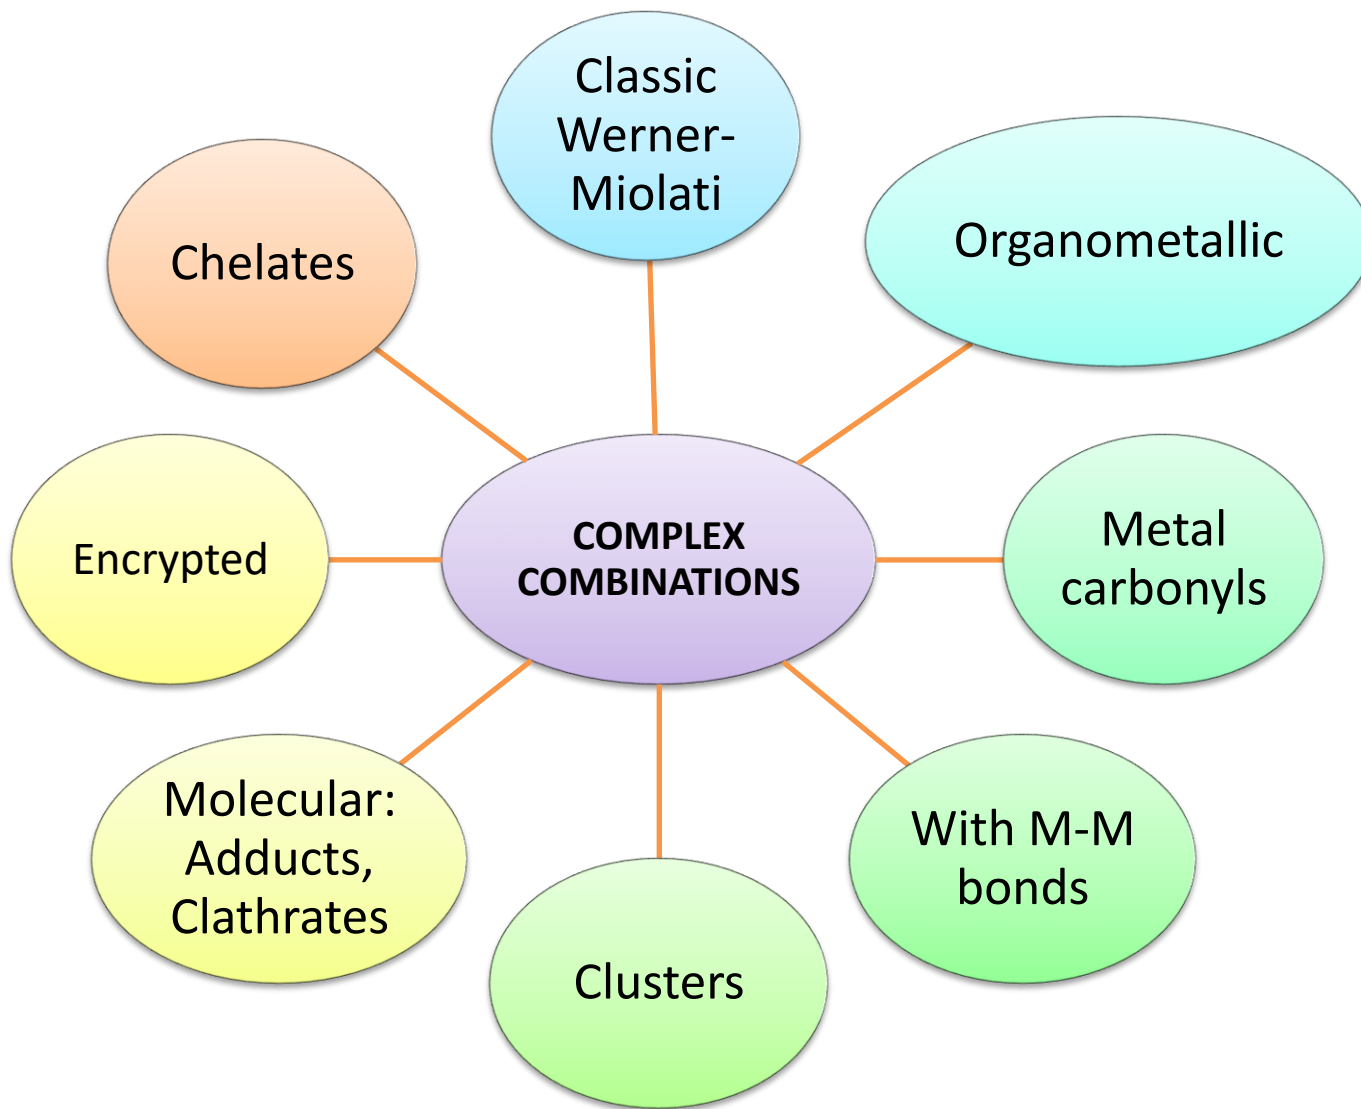 Classic
Werner-
Miolati
Organometallic
Chelates
Metal
carbonyls
COMPLEX
COMBINATIONS
Encrypted
With M-M
bonds
Molecular:
Adducts,
Clathrates
Clusters